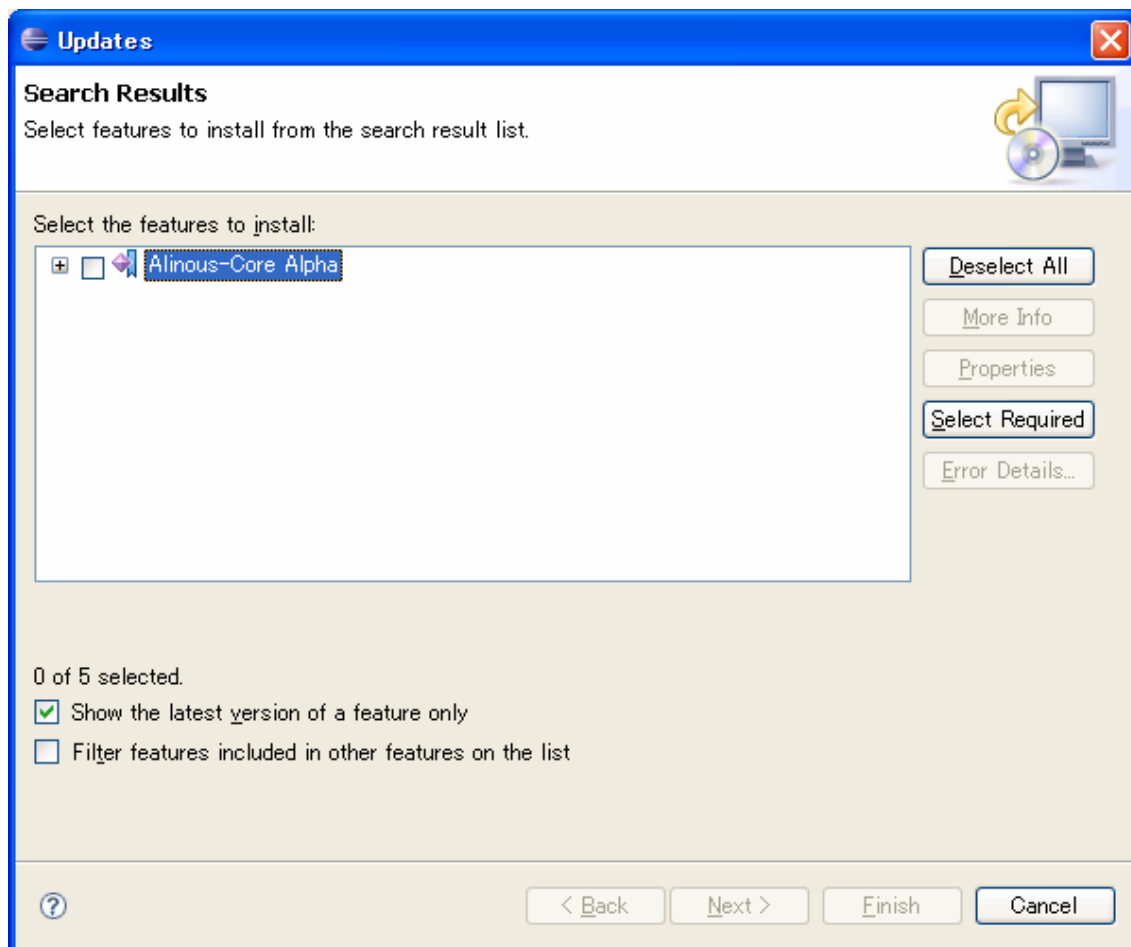 Updates
Search Results
Select features to install from the search result list.
Select the features to install:
Alinous-Core Alpha
Deselect All
More Info
Properties
Select Required
Error Details...
0 of 5 selected.
Show the latest version of a feature only
Filter features included in other features on the list
< Back
Next >
Finish
Cancel